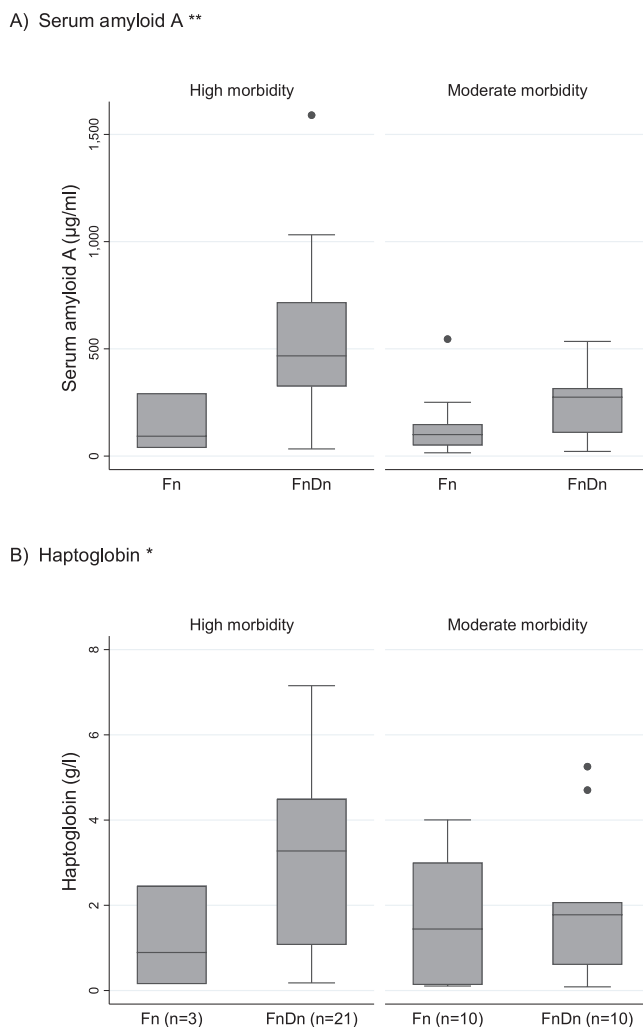 A) Serum amyloid A **
High morbidity
Moderate morbidity
Serum amyloid A (µg/ml)
1,500
1,000
500
0
Fn
FnDn
Fn
FnDn
B) Haptoglobin *
High morbidity
Moderate morbidity
Haptoglobin (g/l)
8
6
4
2
0
Fn (n=3)
FnDn (n=21)
Fn (n=10)
FnDn (n=10)